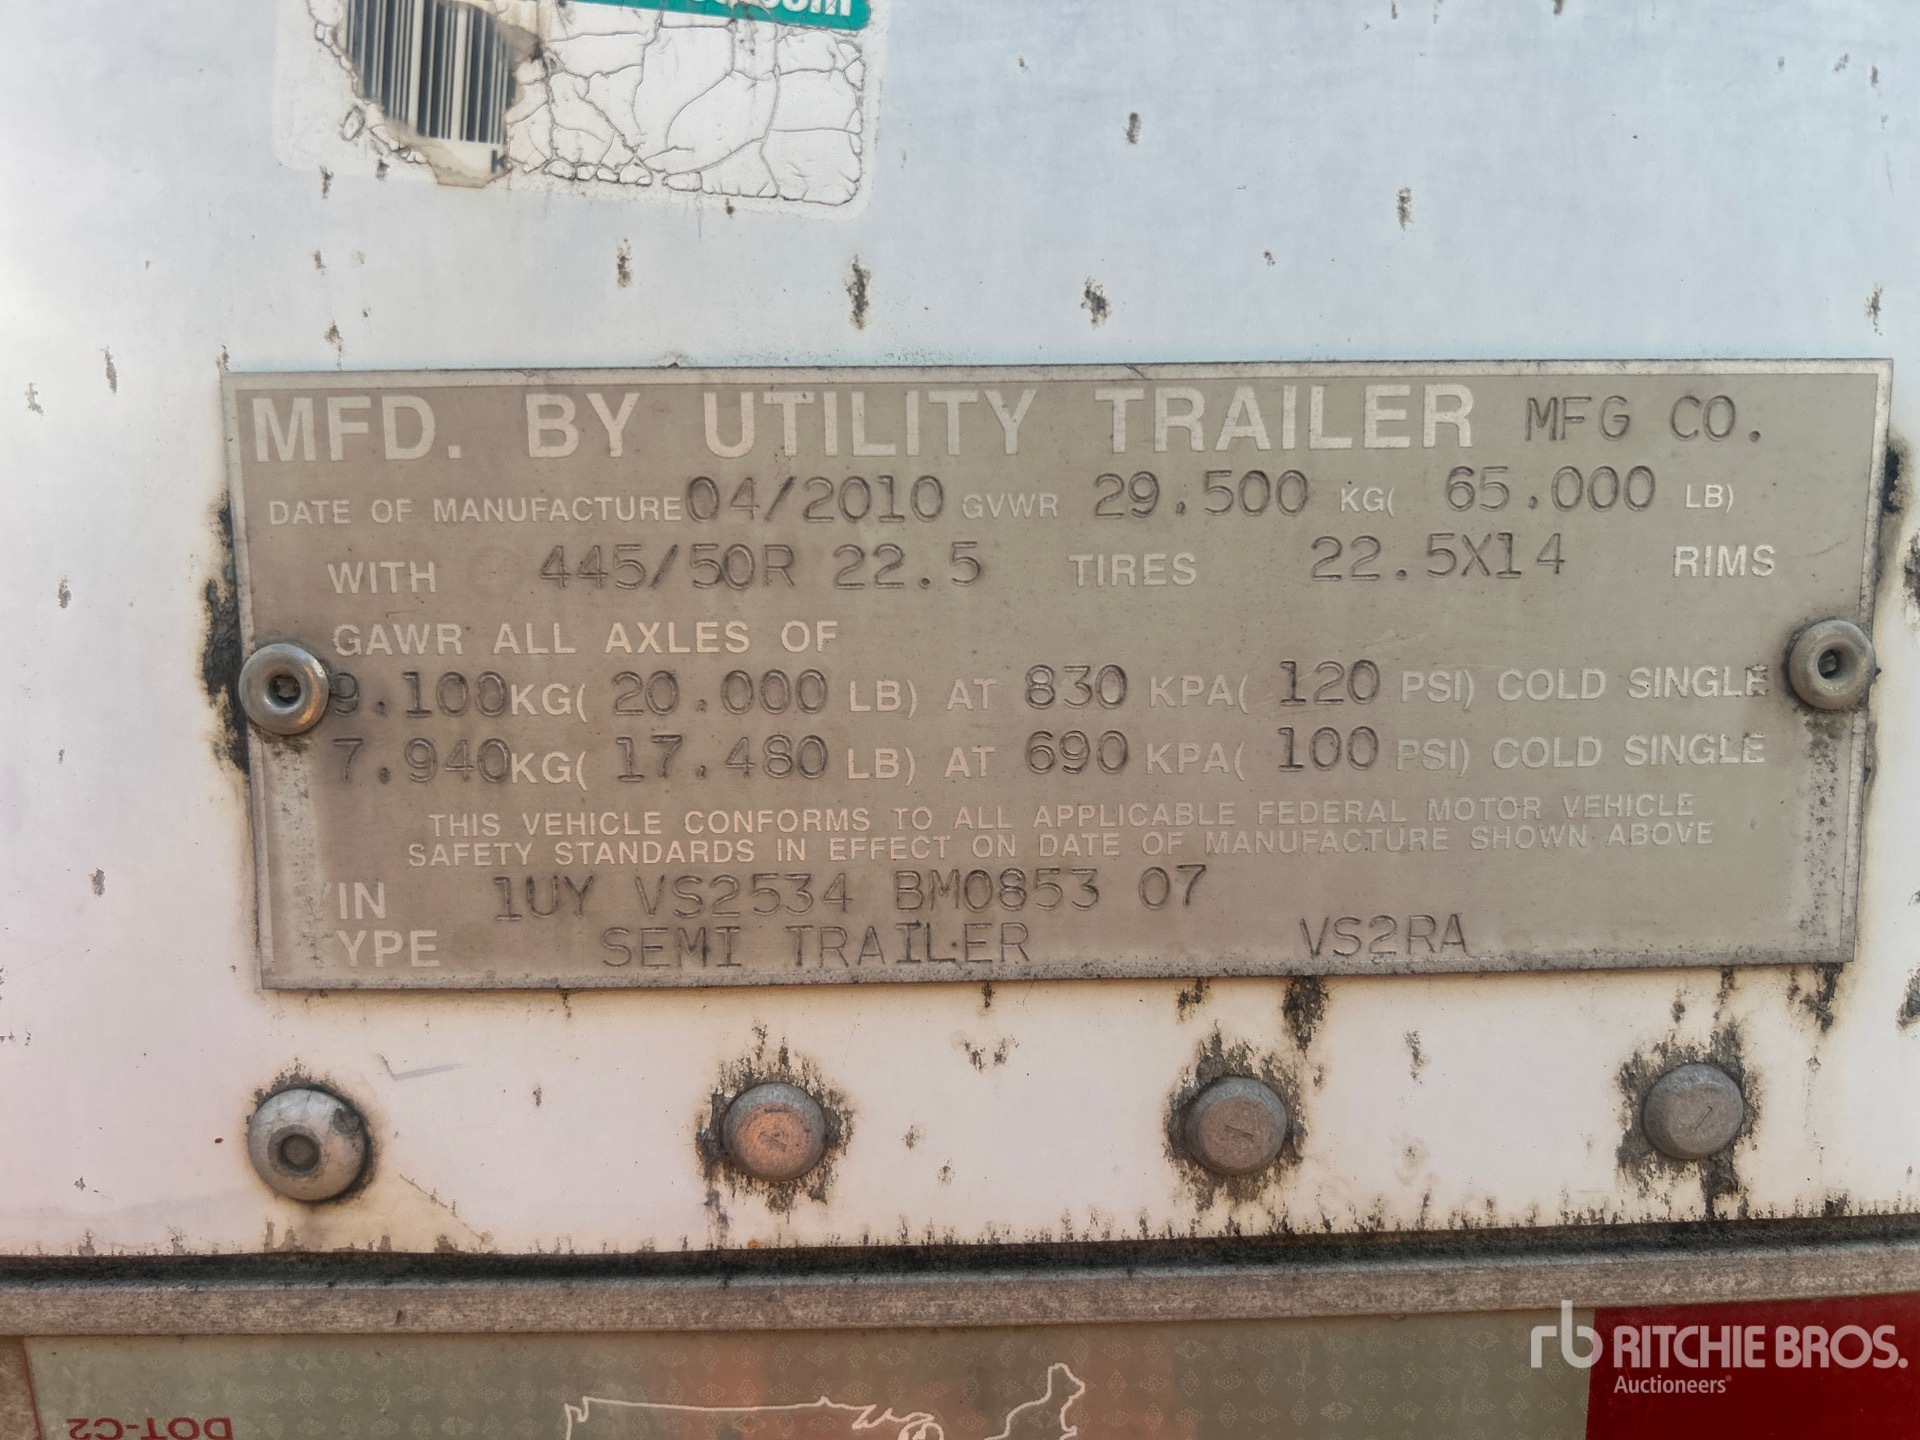 K
MFD. BY UTILITY TRAILER MFG CO.
DATE OF MANUFACTURE 04/2010 GVWR 29.500 KG( 65.000 LB)
WITH 445/50R 22.5 TIRES 22.5X14 RIMS
GAWR ALL AXLES OF
9.100 KG( 20.000 LB) AT 830 KPA( 120 PSI) COLD SINGLE
7.940 KG( 17.480 LB) AT 690 KPA( 100 PSI) COLD SINGLE
THIS VEHICLE CONFORMS TO ALL APPLICABLE FEDERAL MOTOR VEHICLE
SAFETY STANDARDS IN EFFECT ON DATE OF MANUFACTURE SHOWN ABOVE
VIN 1UY VS2534 BM0853 07
TYPE SEMI TRAILER VS2RA
rb RITCHIE BROS.
Auctioneers
DOT-C2